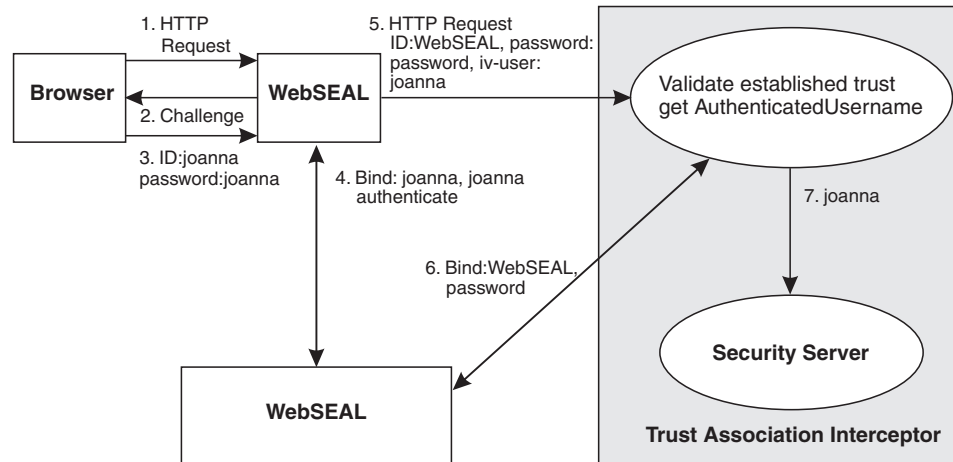 1. HTTP
Request
5. HTTP Request
ID:WebSEAL, password:
password, iv-user:
joanna
Browser
WebSEAL
Validate established trust
get AuthenticatedUsername
2. Challenge
3. ID:joanna
password:joanna
4. Bind: joanna, joanna
authenticate
7. joanna
6. Bind:WebSEAL,
password
Security Server
WebSEAL
Trust Association Interceptor